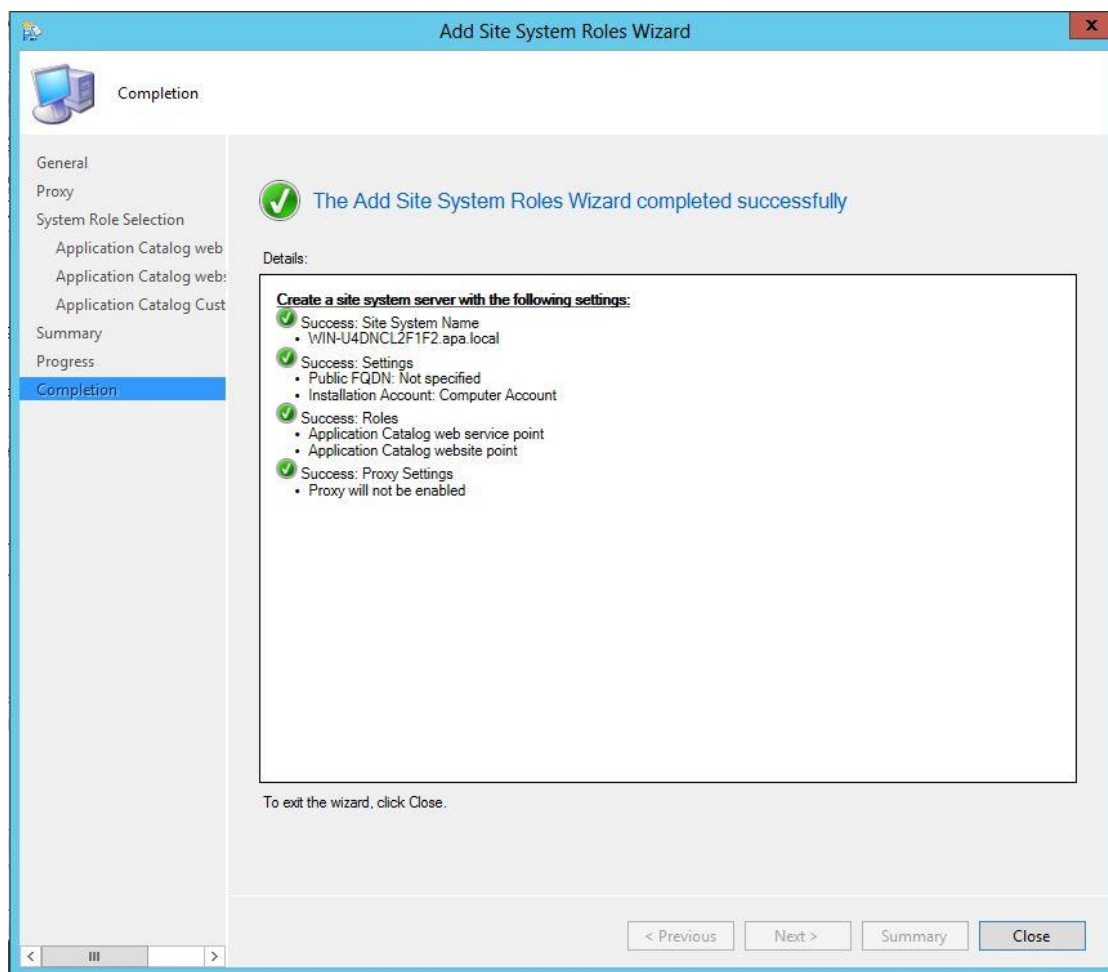 Add Site System Roles Wizard
X
Completion
General
Proxy
System Role Selection
Application Catalog web
Application Catalog web
Application Catalog Cust
Summary
Progress
Completion
The Add Site System Roles Wizard completed successfully
Details:
Create a site system server with the following settings:
Success: Site System Name
• WIN-U4DNCL2F1F2.apa.local
Success: Settings
• Public FQDN: Not specified
• Installation Account: Computer Account
Success: Roles
• Application Catalog web service point
• Application Catalog website point
Success: Proxy Settings
• Proxy will not be enabled
To exit the wizard, click Close.
< Previous Next > Summary Close